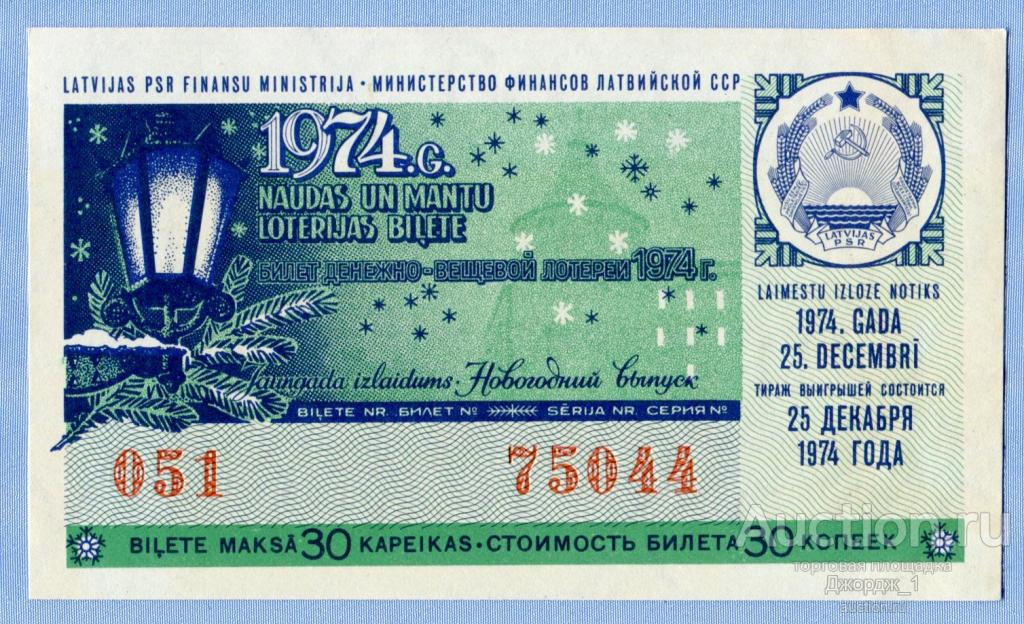 LATVIJAS PSR FINANSU MINISTRIJA • МИНИСТЕРСТВО ФИНАНСОВ ЛАТВИЙСКОЙ ССР
1974.G.
NAUDAS UN MANTU
LOTERIJAS BIĻETE
БИЛЕТ ДЕНЕЖНО-ВЕЩЕВОЙ ЛОТЕРЕИ 1974 г.
Jaungada izlaidums · Новогодний выпуск
BIĻETE NR. БИЛЕТ № SĒRIJA NR. СЕРИЯ №
051 75044
BIĻETE MAKSĀ 30 KAPEIKAS • СТОИМОСТЬ БИЛЕТА 30 КОПЕЕК
LATVIJAS
PSR
LAIMESTU IZLOZE NOTIKS
1974. GADA
25. DECEMBRĪ
ТИРАЖ ВЫИГРЫШЕЙ СОСТОИТСЯ
25 ДЕКАБРЯ
1974 ГОДА
Auction.ru
торговая площадка
Джордж_1
auction.ru